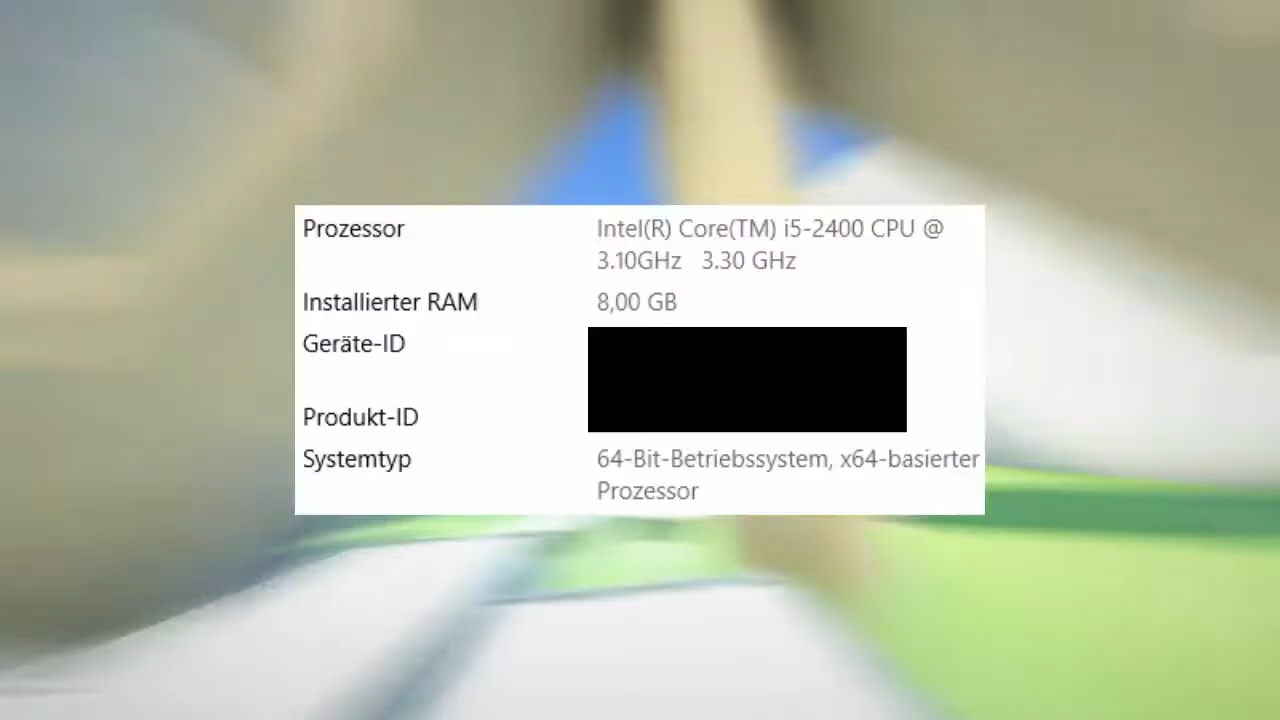 Prozessor Intel(R) Core(TM) i5-2400 CPU @
3.10GHz 3.30 GHz
Installierter RAM 8,00 GB
Geräte-ID
Produkt-ID
Systemtyp 64-Bit-Betriebssystem, x64-basierter
Prozessor